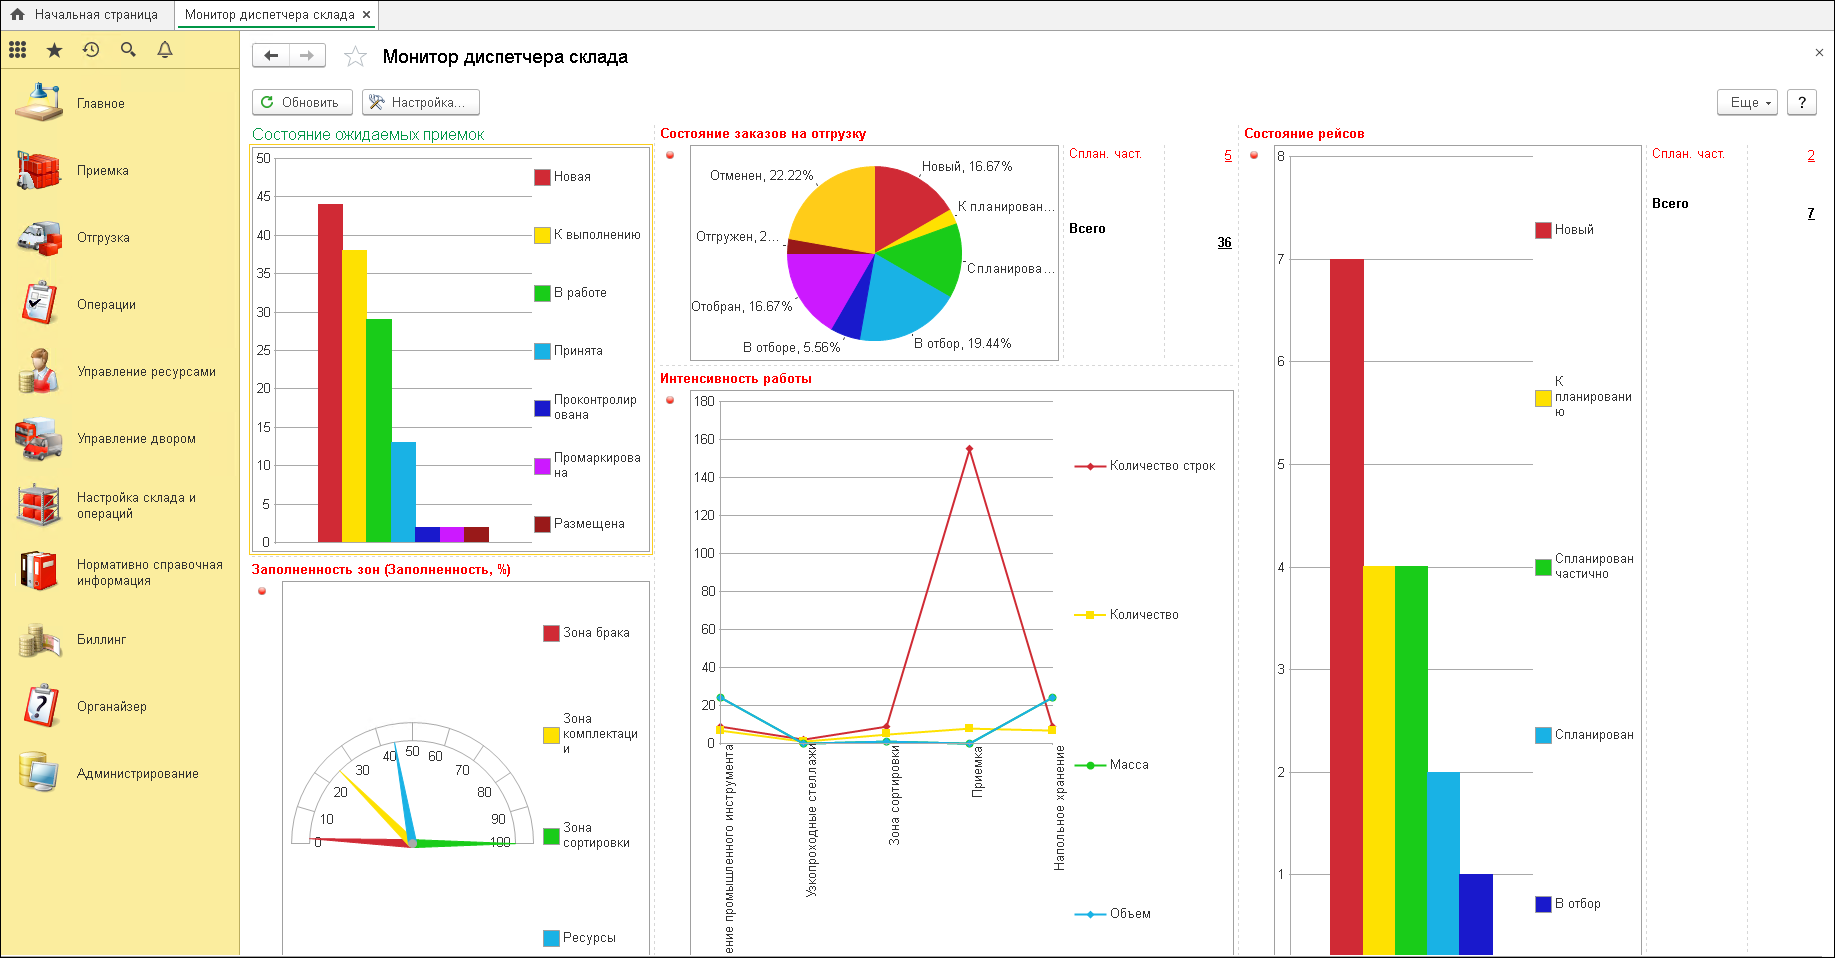 Начальная страница
Монитор диспетчера склада ×
Главное
Приемка
Отгрузка
Операции
Управление ресурсами
Управление двором
Настройка склада и
операций
Нормативно справочная
информация
Биллинг
Органайзер
Администрирование
Монитор диспетчера склада
Обновить
Настройка...
Еще
?
Состояние ожидаемых приемок
50
45
40
35
30
25
20
15
10
5
0
Новая
К выполнению
В работе
Принята
Проконтролир
ована
Промаркирова
на
Размещена
Заполненность зон (Заполненность, %)
0
10
20
30
40
50
60
70
80
90
100
Зона брака
Зона
комплектаци
и
Зона
сортировки
Ресурсы
Состояние заказов на отгрузку
Новый, 16.67%
К планирован...
Спланирова...
В отбор, 19.44%
В отборе, 5.56%
Отобран, 16.67%
Отгружен, 2...
Отменен, 22.22%
Сплан. част.
5
Всего
36
Интенсивность работы
180
160
140
120
100
80
60
40
20
0
ение промышленного инструмента
Узкопроходные стеллажи
Зона сортировки
Приемка
Напольное хранение
Количество строк
Количество
Масса
Объем
Состояние рейсов
8
7
6
5
4
3
2
1
Новый
К
планировани
ю
Спланирован
частично
Спланирован
В отбор
Сплан. част.
2
Всего
7